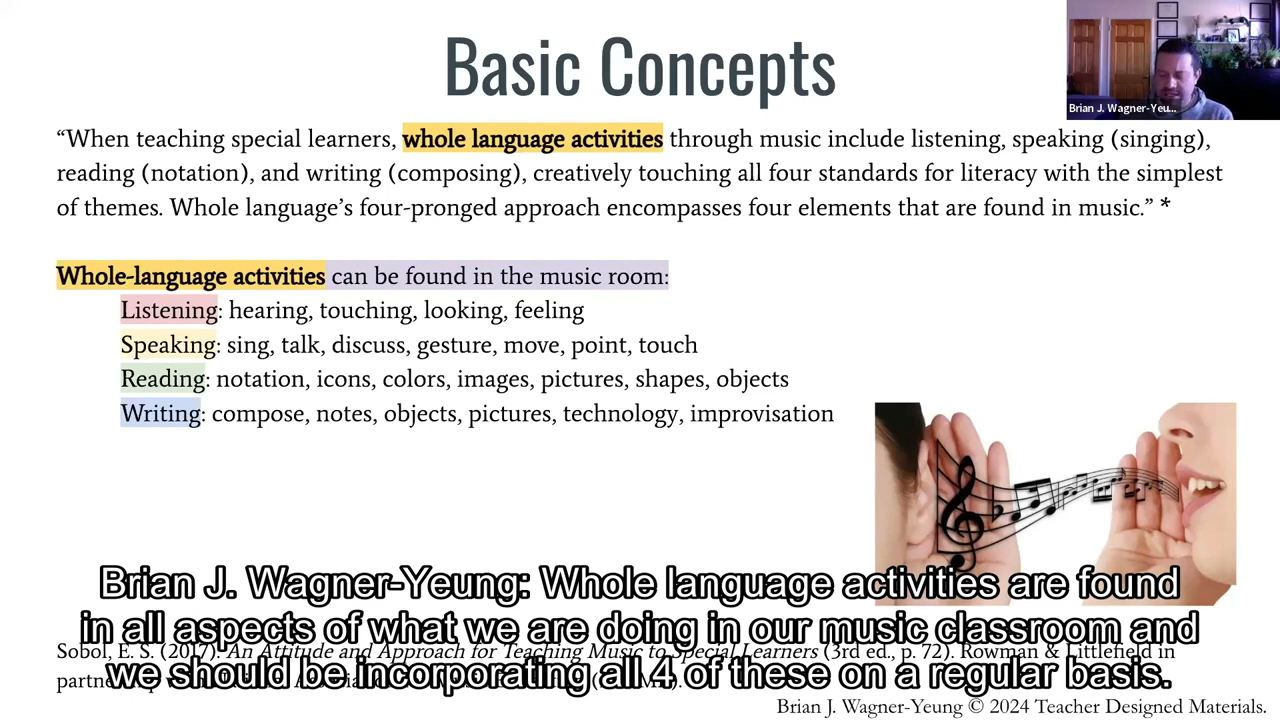 Basic Concepts
Brian J. Wagner-Yeu...
“When teaching special learners, whole language activities through music include listening, speaking (singing),
reading (notation), and writing (composing), creatively touching all four standards for literacy with the simplest
of themes. Whole language’s four-pronged approach encompasses four elements that are found in music.” *
Whole-language activities can be found in the music room:
Listening: hearing, touching, looking, feeling
Speaking: sing, talk, discuss, gesture, move, point, touch
Reading: notation, icons, colors, images, pictures, shapes, objects
Writing: compose, notes, objects, pictures, technology, improvisation
Brian J. Wagner-Yeung: Whole language activities are found
in all aspects of what we are doing in our music classroom and
we should be incorporating all 4 of these on a regular basis.
Sobol, E. S. (2017). An Attitude and Approach for Teaching Music to Special Learners (3rd ed., p. 72). Rowman & Littlefield in
Brian J. Wagner-Yeung © 2024 Teacher Designed Materials.